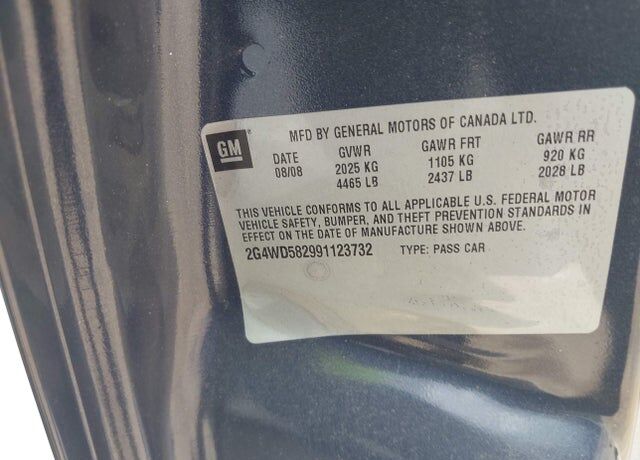 GM
MFD BY GENERAL MOTORS OF CANADA LTD.
DATE GVWR GAWR FRT GAWR RR
08/08 2025 KG 1105 KG 920 KG
4465 LB 2437 LB 2028 LB
THIS VEHICLE CONFORMS TO ALL APPLICABLE U.S. FEDERAL MOTOR
VEHICLE SAFETY, BUMPER, AND THEFT PREVENTION STANDARDS IN
EFFECT ON THE DATE OF MANUFACTURE SHOWN ABOVE.
2G4WD582991123732 TYPE: PASS CAR